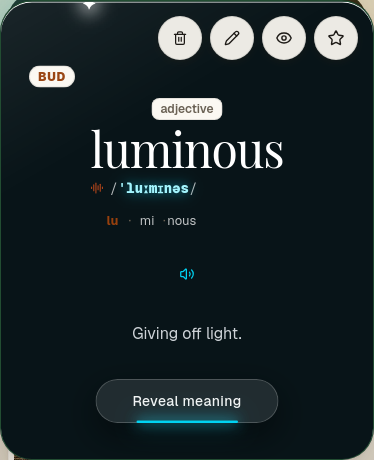 BUD
adjective
luminous
/ˈluːmɪnəs/
lu · mi ·nous
Giving off light.
Reveal meaning